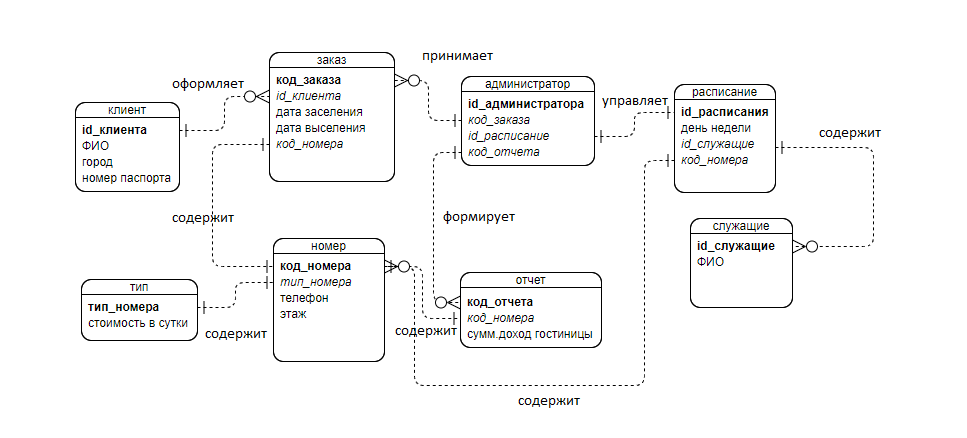 заказ
код_заказа
id_клиента
дата заселения
дата выселения
код_номера
принимает
оформляет
клиент
id_клиента
ФИО
город
номер паспорта
администратор
id_администратора
код_заказа
id_расписание
код_отчета
управляет
расписание
id_расписания
день недели
id_служащие
код_номера
содержит
содержит
формирует
служащие
id_служащие
ФИО
номер
код_номера
тип_номера
телефон
этаж
тип
тип_номера
стоимость в сутки
содержит
содержит
отчет
код_отчета
код_номера
сумм.доход гостиницы
содержит